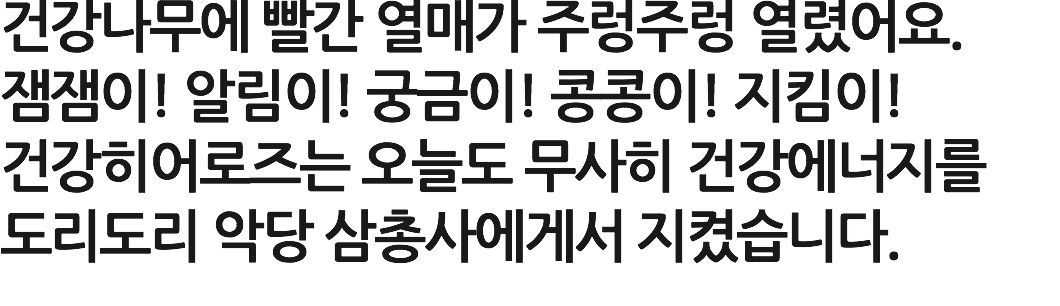 건강나무에 빨간 열매가 주렁주렁 열렸어요.
잼잼이! 알림이! 궁금이! 콩콩이! 지킴이!
건강히어로즈는 오늘도 무사히 건강에너지를
도리도리 악당 삼총사에게서 지켰습니다.